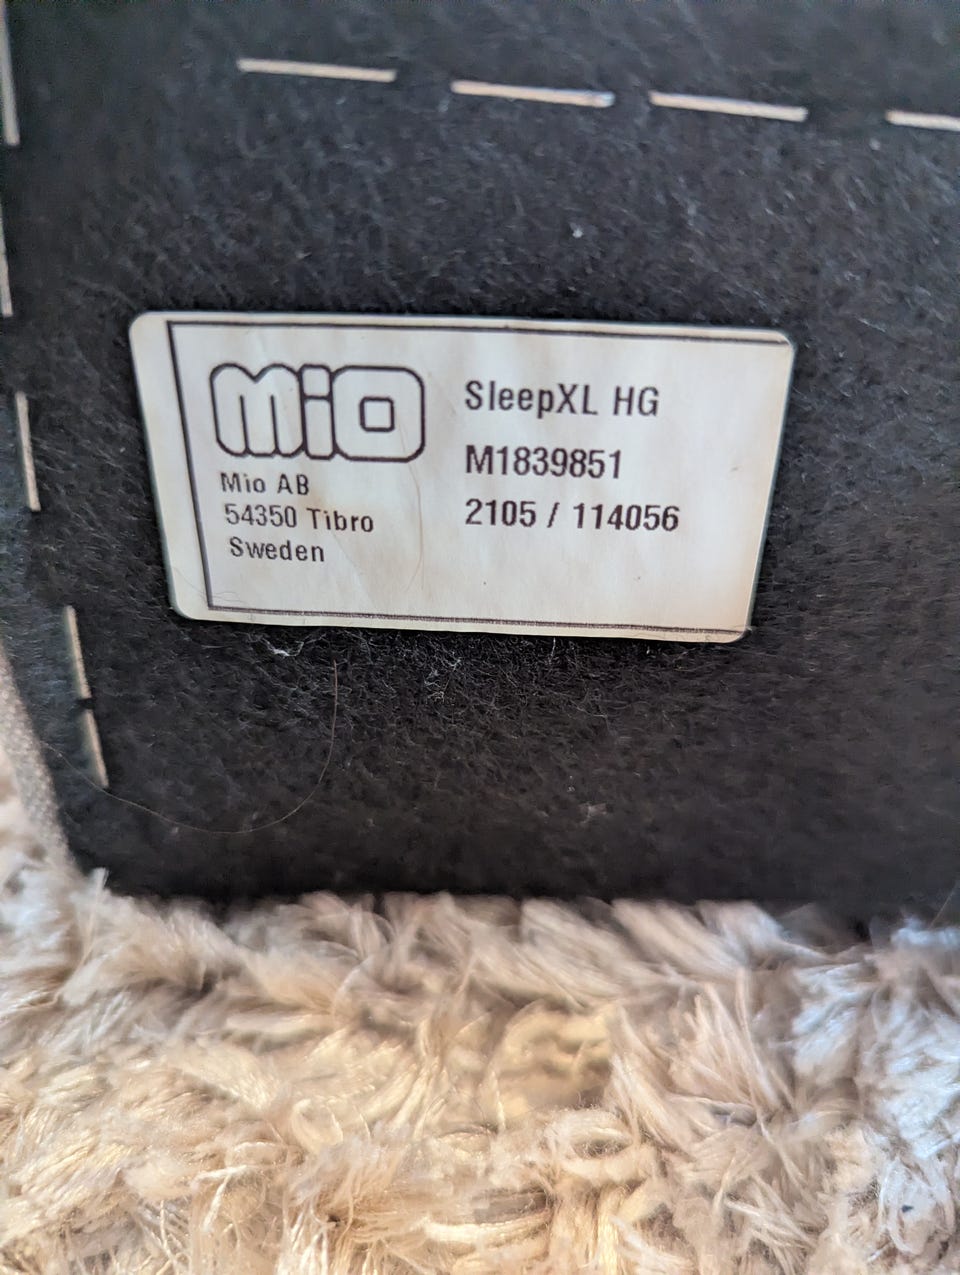 MiO
Mio AB
54350 Tibro
Sweden
SleepXL HG
M1839851
2105 / 114056